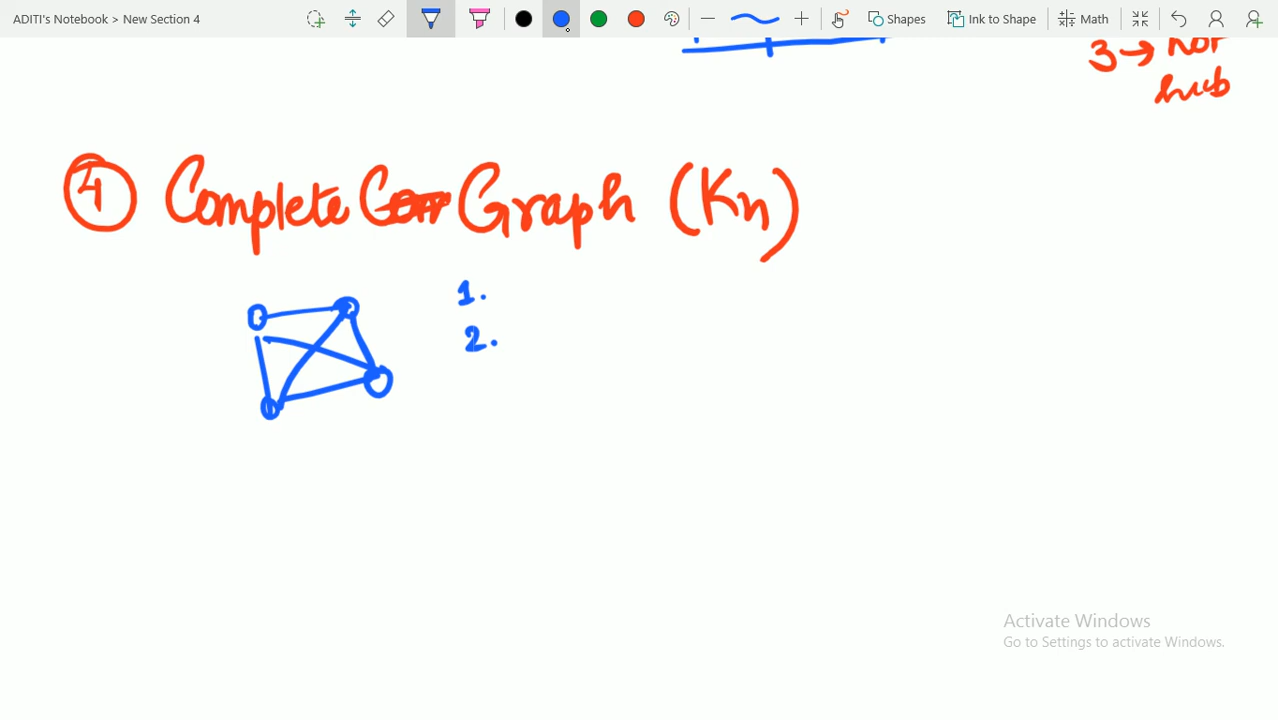 ADITI's Notebook > New Section 4
Shapes
Ink to Shape
Math
3 → Not
hub
4 Complete Graph (Kn)
1.
2.
Activate Windows
Go to Settings to activate Windows.